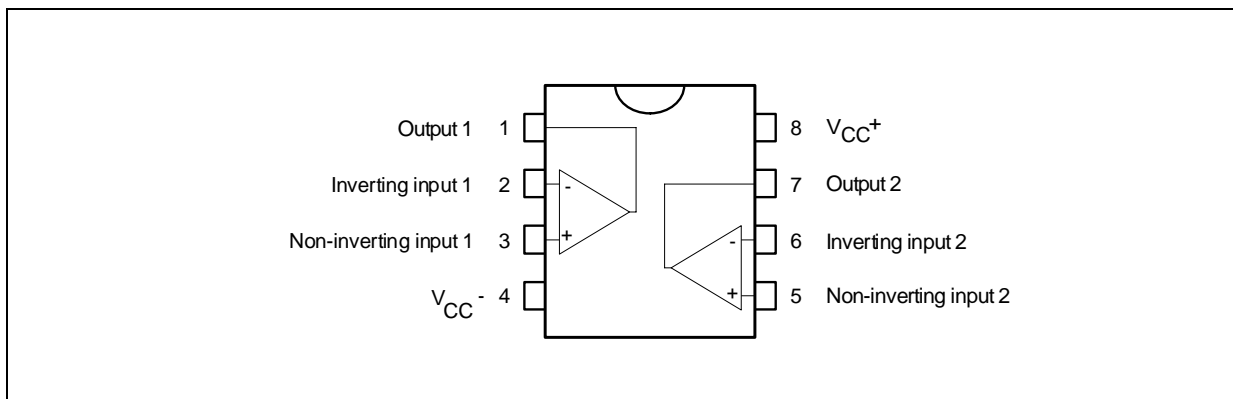 Output 1 1
Inverting input 1 2
Non-inverting input 1 3
VCC- 4
8 VCC+
7 Output 2
6 Inverting input 2
5 Non-inverting input 2
-
+
-
+